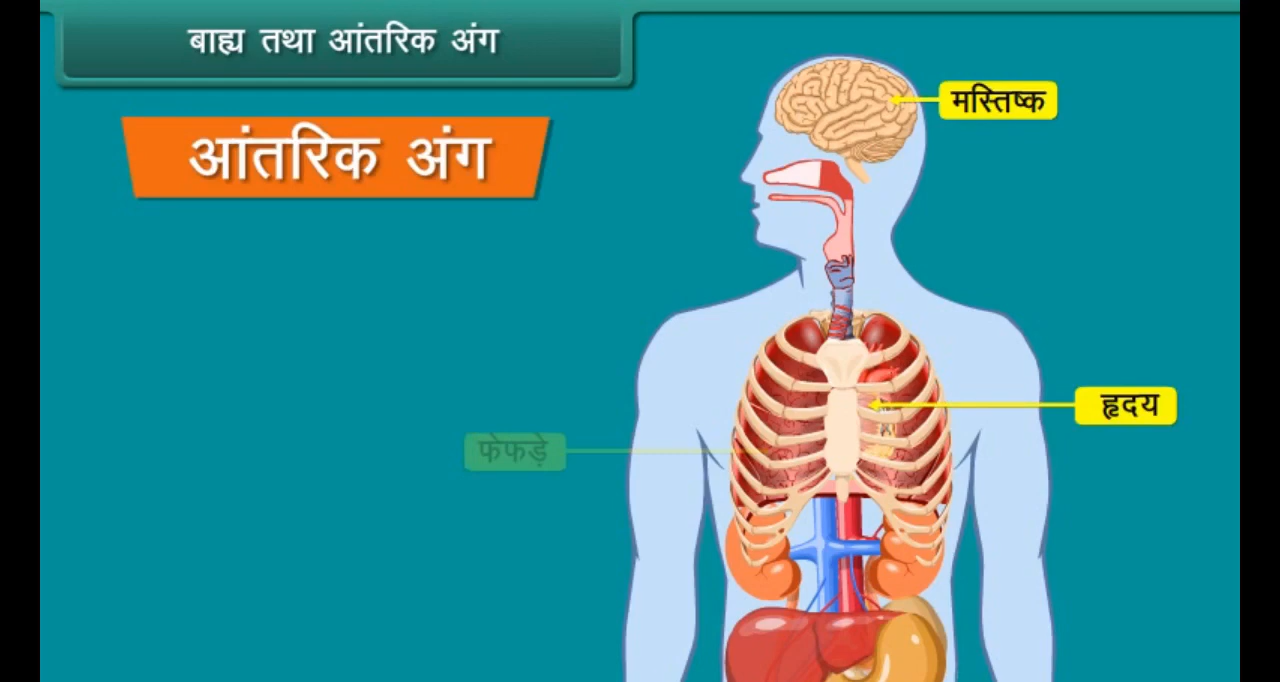 बाह्य तथा आंतरिक अंग
आंतरिक अंग
मस्तिष्क
हृदय
फेफड़े